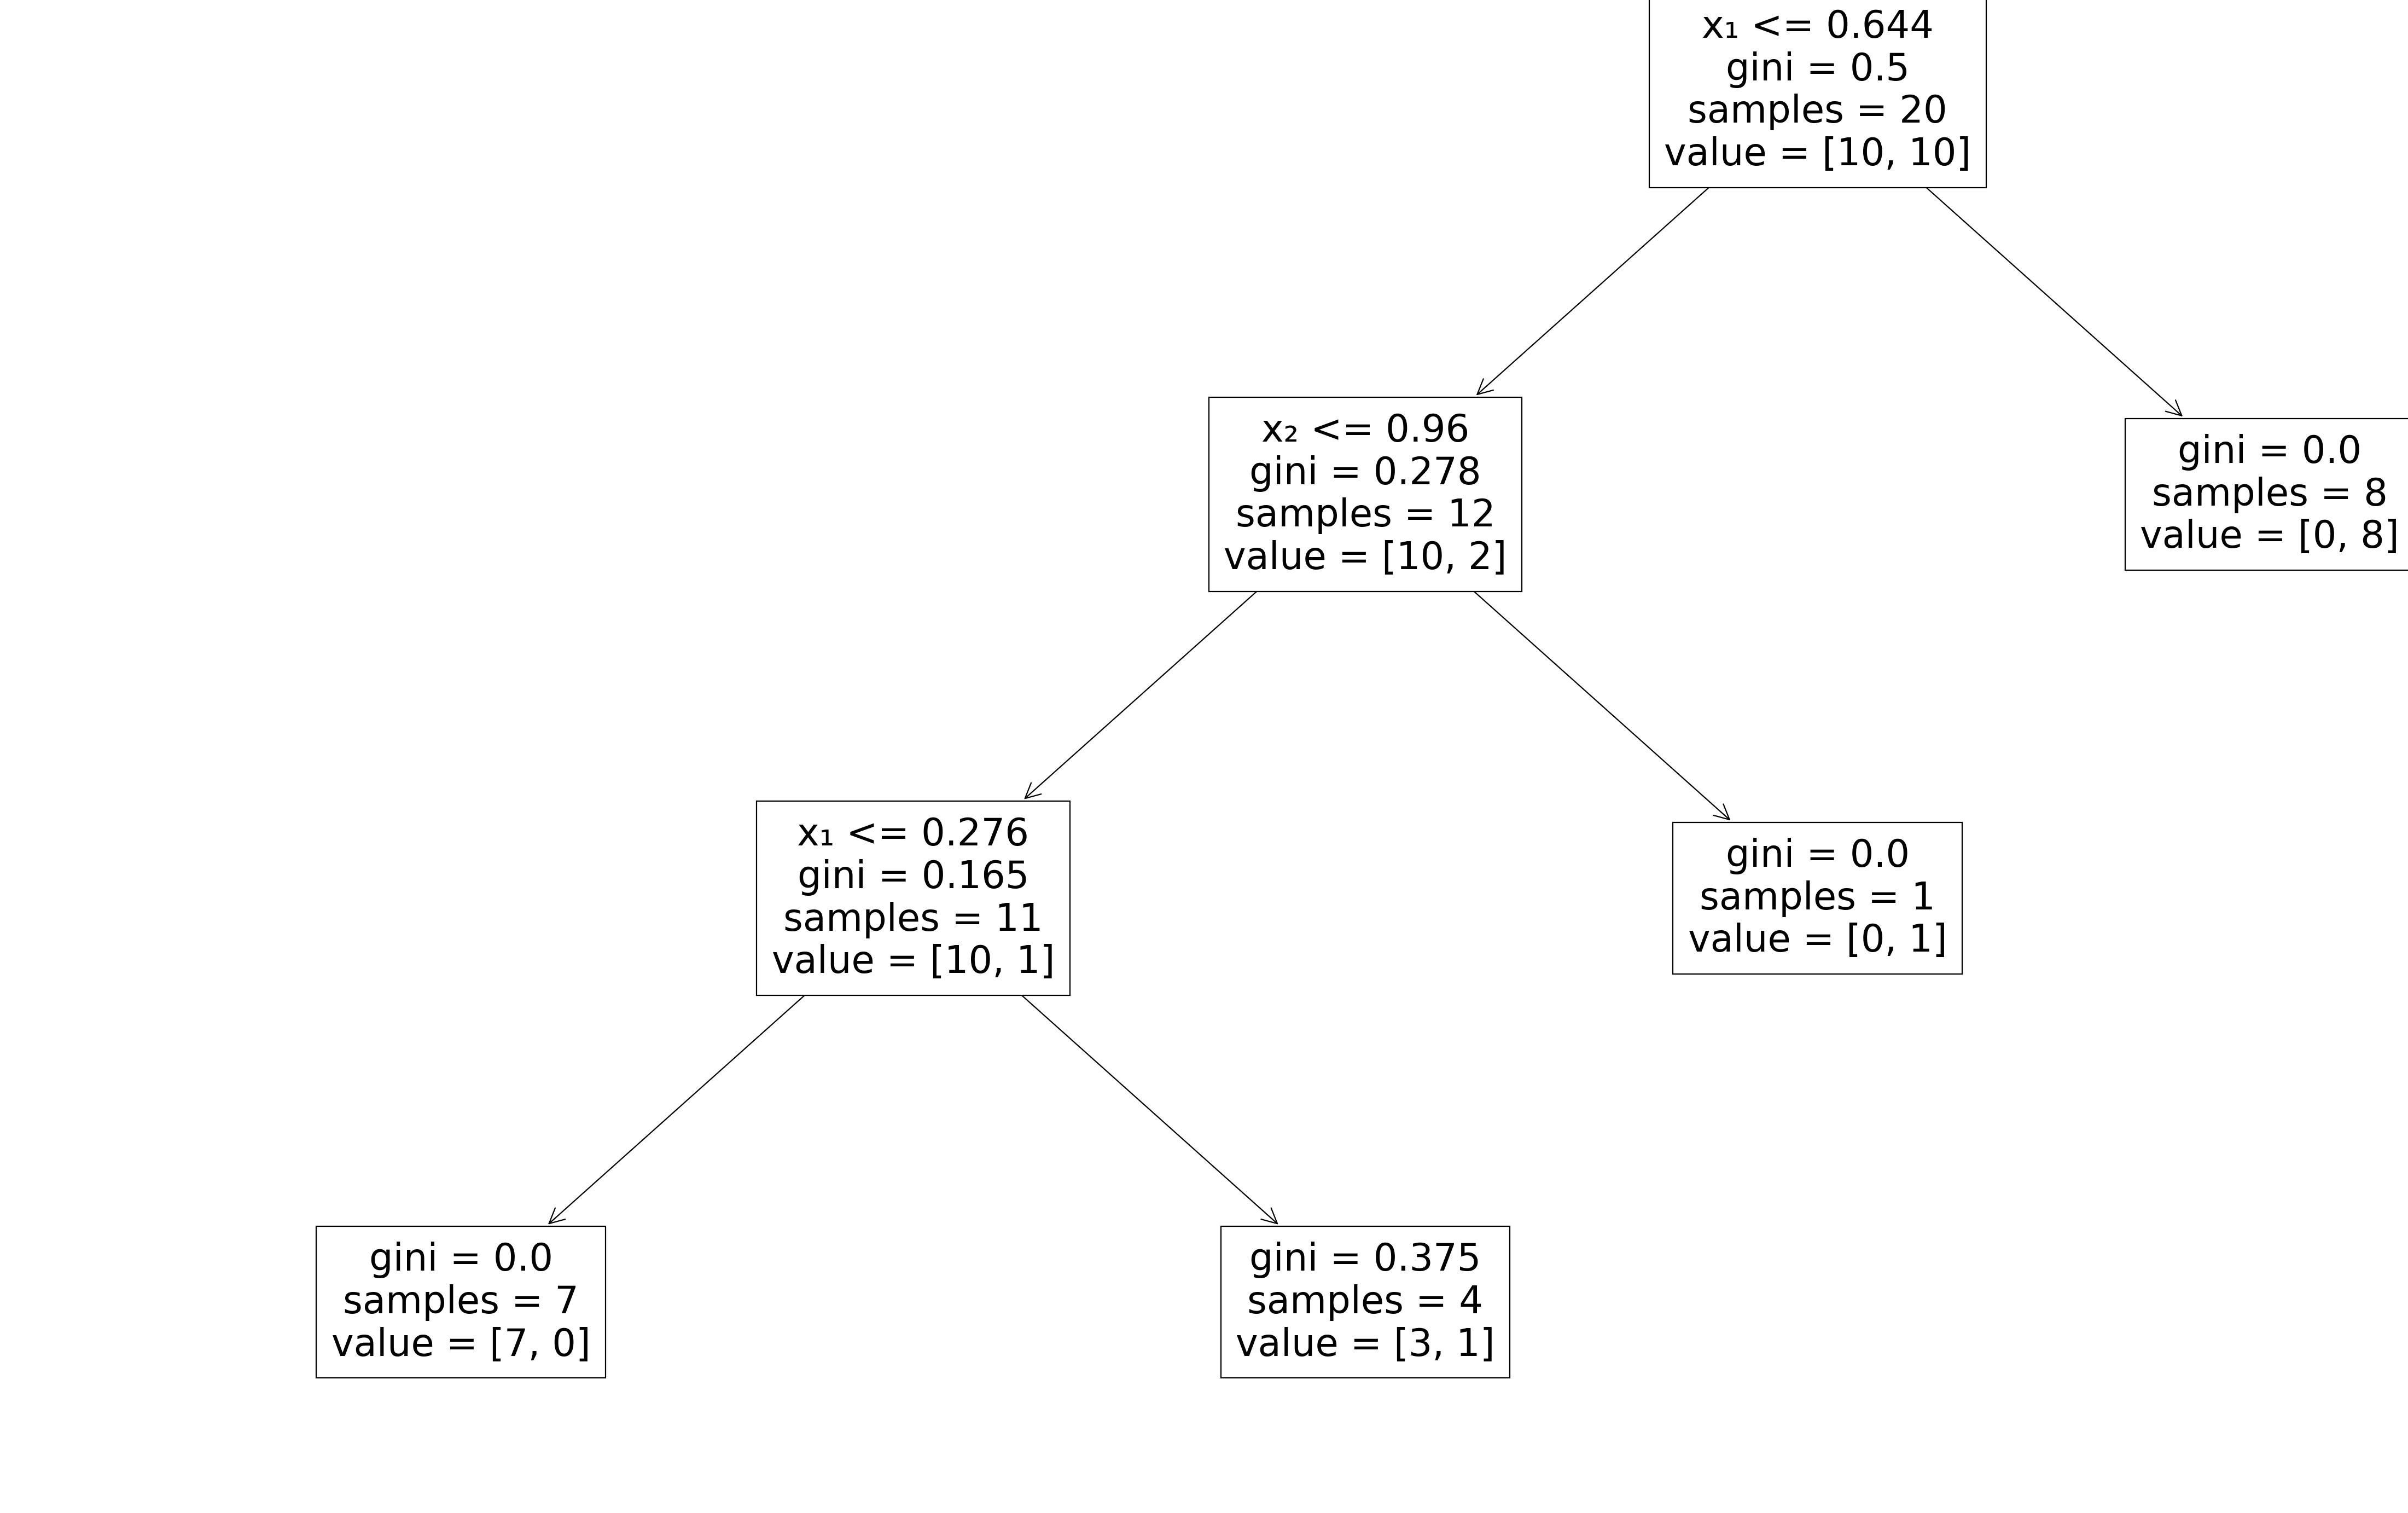 x₁ <= 0.644
gini = 0.5
samples = 20
value = [10, 10]
x₂ <= 0.96
gini = 0.278
samples = 12
value = [10, 2]
gini = 0.0
samples = 8
value = [0, 8]
x₁ <= 0.276
gini = 0.165
samples = 11
value = [10, 1]
gini = 0.0
samples = 1
value = [0, 1]
gini = 0.0
samples = 7
value = [7, 0]
gini = 0.375
samples = 4
value = [3, 1]